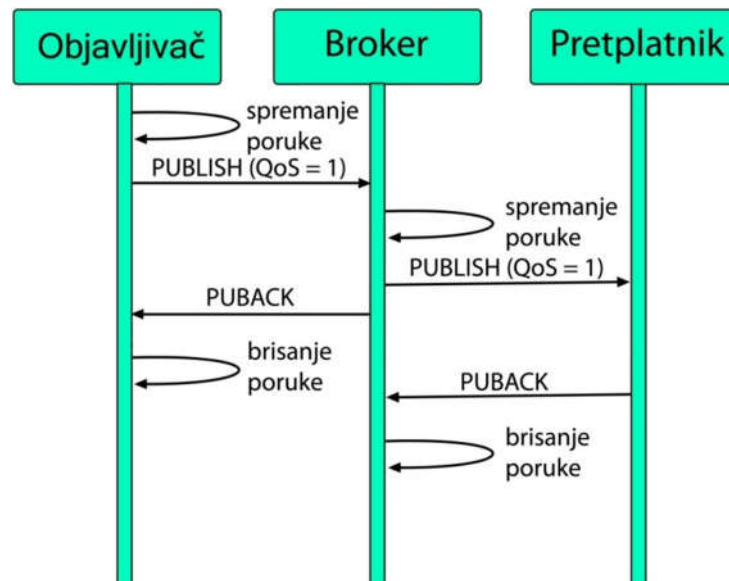 Objavljivač
Broker
Pretplatnik
spremanje
poruke
PUBLISH (QoS = 1)
spremanje
poruke
PUBLISH (QoS = 1)
PUBACK
brisanje
poruke
PUBACK
brisanje
poruke